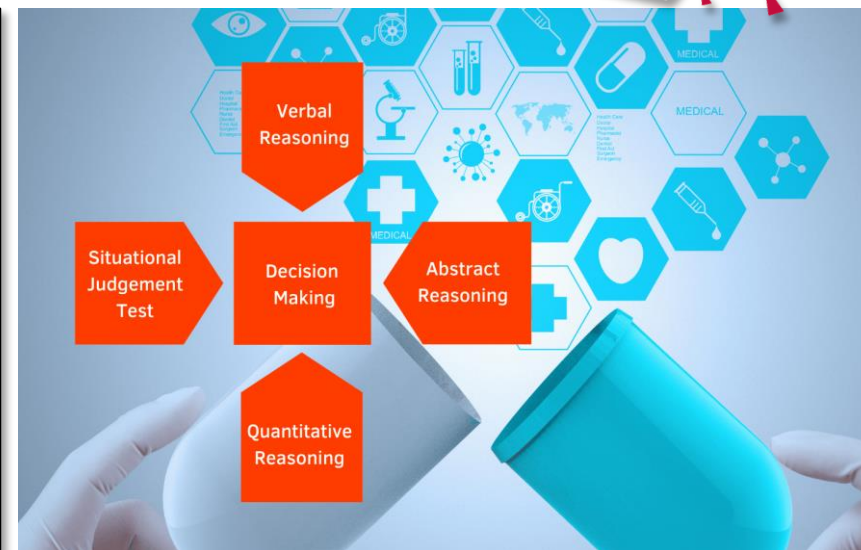 MEDICAL
MEDICAL
Verbal
Reasoning
MEDICAL
Situational
Judgement
Test
Decision
Making
Abstract
Reasoning
Quantitative
Reasoning